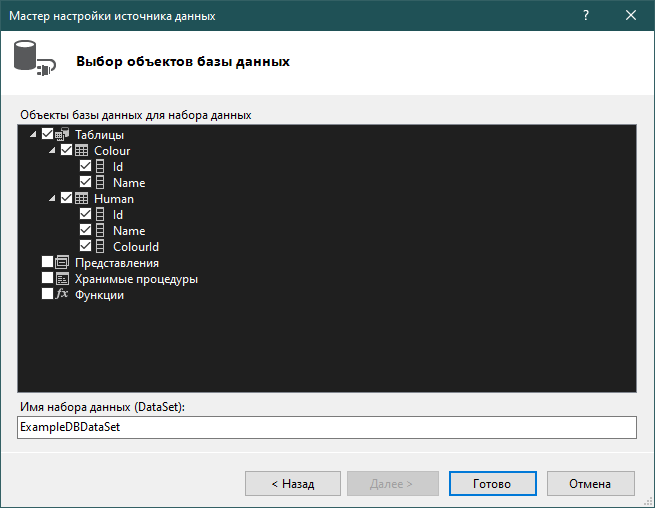 Мастер настройки источника данных
?
Выбор объектов базы данных
Объекты базы данных для набора данных
Таблицы
Colour
Id
Name
Human
Id
Name
ColourId
Представления
Хранимые процедуры
fx Функции
Имя набора данных (DataSet):
ExampleDBDataSet
< Назад
Далее >
Готово
Отмена